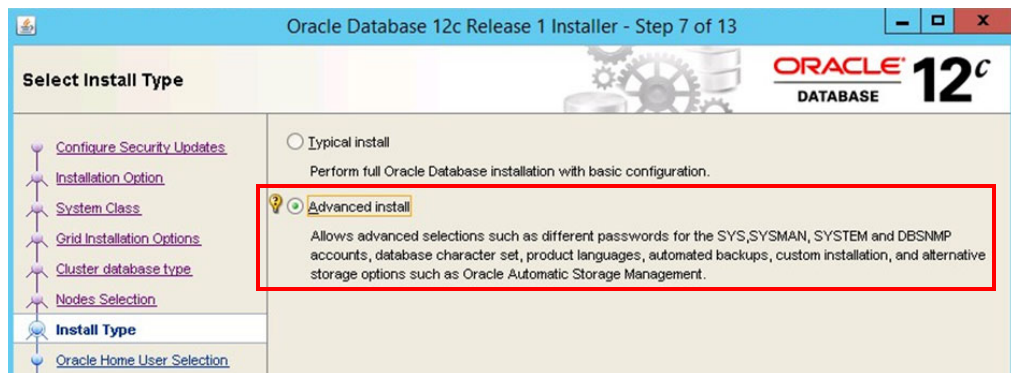 Oracle Database 12c Release 1 Installer - Step 7 of 13
Select Install Type
ORACLE
DATABASE
12c
Configure Security Updates
Installation Option
System Class
Grid Installation Options
Cluster database type
Nodes Selection
Install Type
Oracle Home User Selection
Typical install
Perform full Oracle Database installation with basic configuration.
Advanced install
Allows advanced selections such as different passwords for the SYS,SYSMAN, SYSTEM and DBSNMP
accounts, database character set, product languages, automated backups, custom installation, and alternative
storage options such as Oracle Automatic Storage Management.